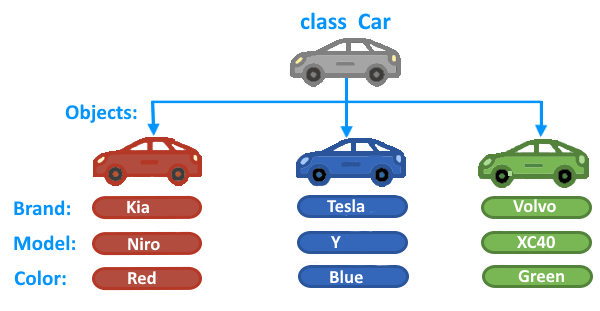 class Car
Objects:
Brand: Kia Tesla Volvo
Model: Niro Y XC40
Color: Red Blue Green